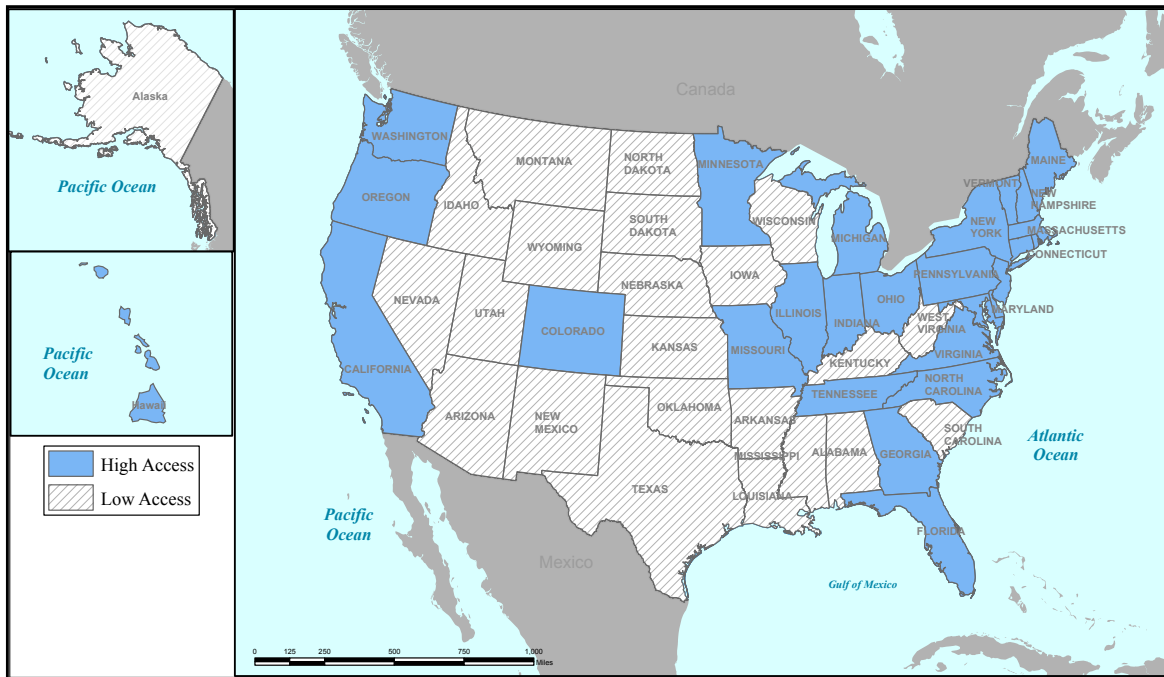 Alaska
Pacific Ocean
Pacific
Ocean
Hawaii
High Access
Low Access
Canada
WASHINGTON
MONTANA
NORTH
DAKOTA
MINNESOTA
MAINE
VERMONT
NEW
HAMPSHIRE
OREGON
IDAHO
SOUTH
DAKOTA
WISCONSIN
MICHIGAN
NEW
YORK
MASSACHUSETTS
CONNECTICUT
WYOMING
IOWA
PENNSYLVANIA
NEVADA
UTAH
NEBRASKA
ILLINOIS
INDIANA
OHIO
MARYLAND
COLORADO
KANSAS
MISSOURI
WEST
VIRGINIA
VIRGINIA
CALIFORNIA
KENTUCKY
TENNESSEE
NORTH
CAROLINA
ARIZONA
NEW
MEXICO
OKLAHOMA
ARKANSAS
SOUTH
CAROLINA
MISSISSIPPI
ALABAMA
GEORGIA
TEXAS
LOUISIANA
FLORIDA
Atlantic
Ocean
Pacific
Ocean
Mexico
Gulf of Mexico
0 125 250 500 750 1,000
Miles